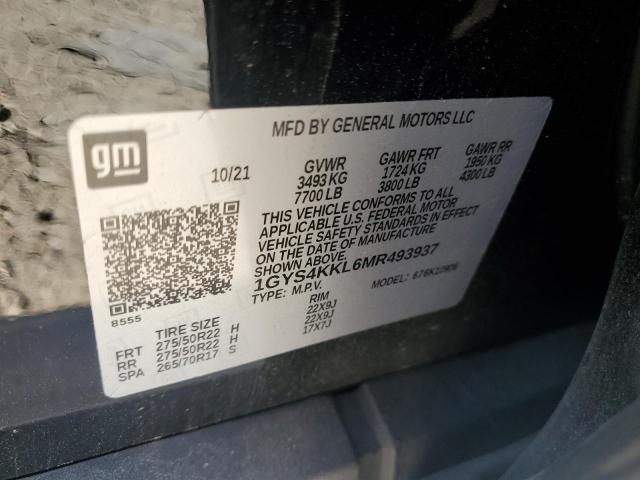 MFD BY GENERAL MOTORS LLC
gm
10/21
GVWR
3493 KG
7700 LB
GAWR FRT
1724 KG
3800 LB
GAWR RR
1950 KG
4300 LB
THIS VEHICLE CONFORMS TO ALL
APPLICABLE U.S. FEDERAL MOTOR
VEHICLE SAFETY STANDARDS IN EFFECT
ON THE DATE OF MANUFACTURE
SHOWN ABOVE.
1GYS4KKL6MR493937
TYPE: M.P.V.
MODEL:
8555
TIRE SIZE
RIM
FRT 275/50R22 H 22X9J
RR 275/50R22 H 22X9J
SPA 265/70R17 S 17X7J